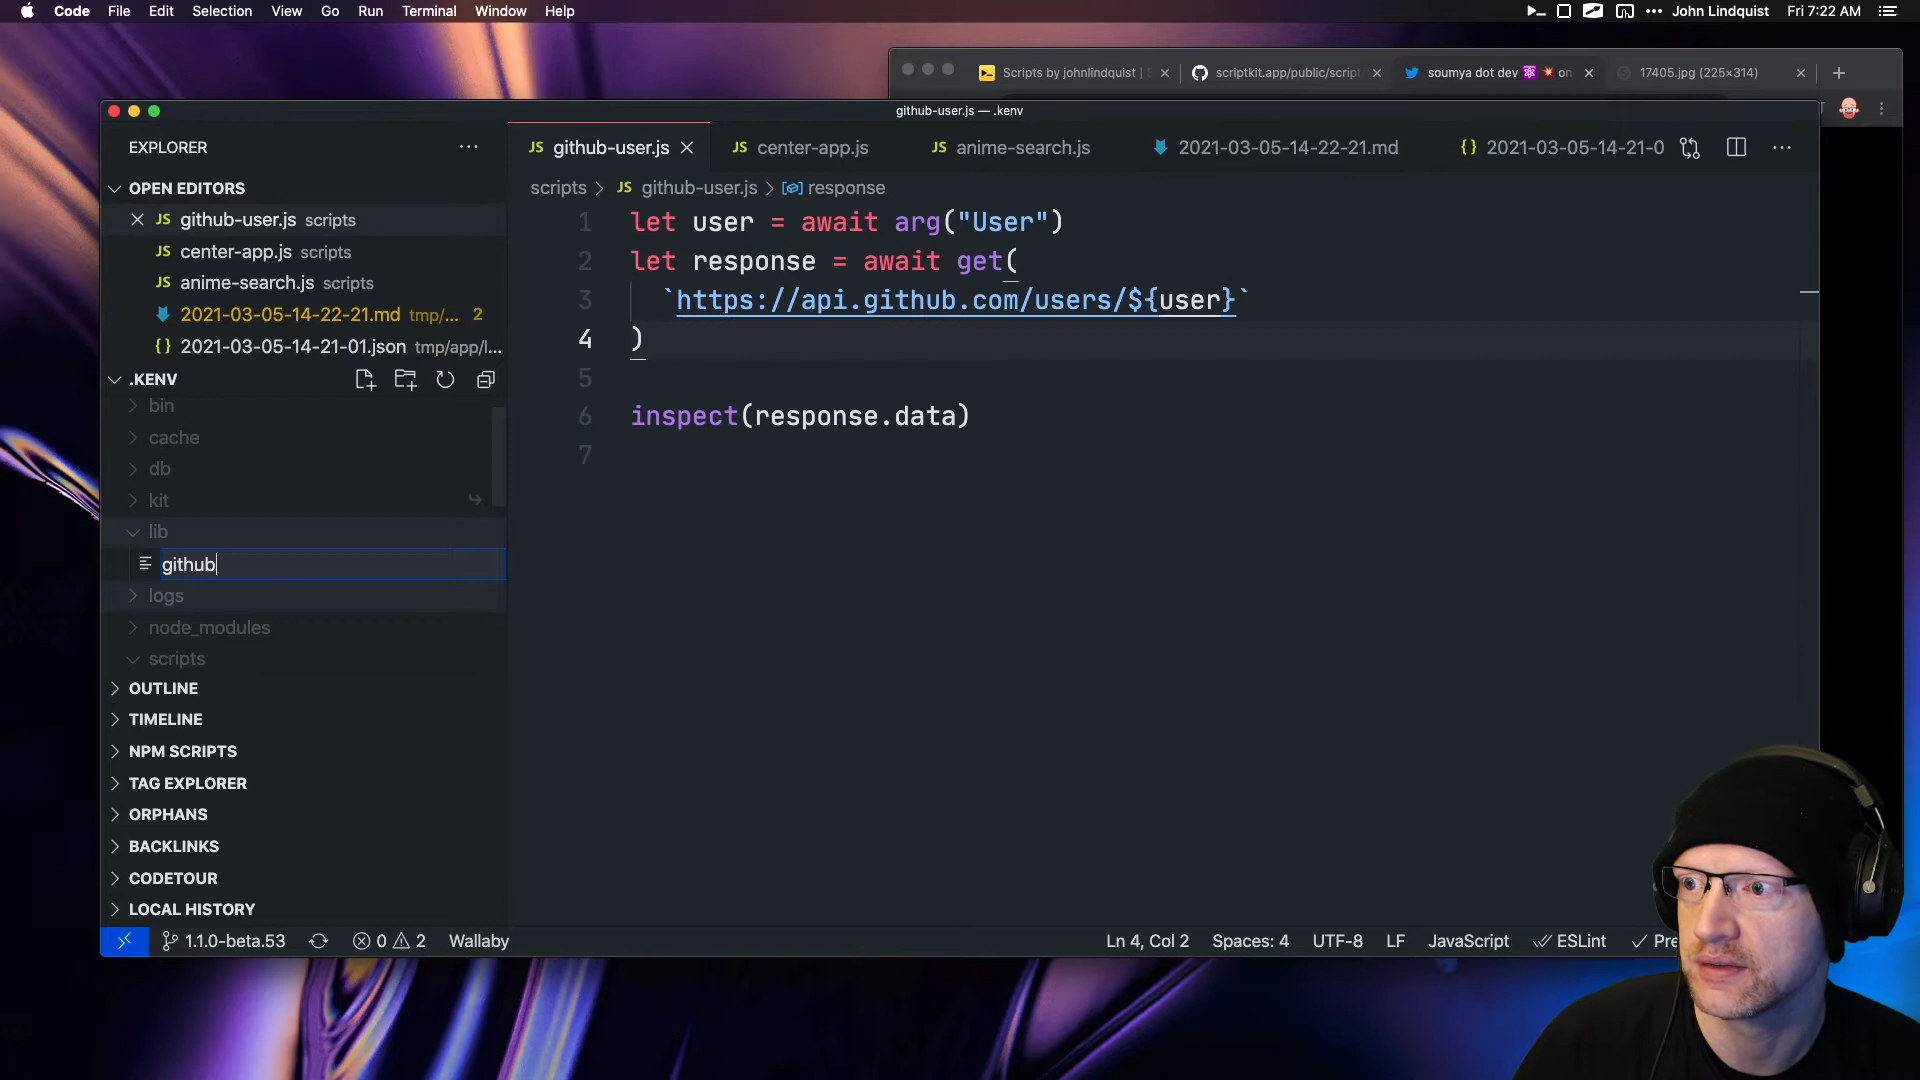 Code File Edit Selection View Go Run Terminal Window Help John Lindquist Fri 7:22 AM
Scripts by johnlindquist | S scriptkit.app/public/script soumya dot dev on 17405.jpg (225×314)
github-user.js — .kenv
EXPLORER
JS github-user.js JS center-app.js JS anime-search.js 2021-03-05-14-22-21.md {} 2021-03-05-14-21-0
OPEN EDITORS
scripts > JS github-user.js > response
JS github-user.js scripts
JS center-app.js scripts
JS anime-search.js scripts
2021-03-05-14-22-21.md tmp/... 2
{} 2021-03-05-14-21-01.json tmp/app/l...
.KENV
bin
cache
db
kit
lib
github
logs
node_modules
scripts
OUTLINE
TIMELINE
NPM SCRIPTS
TAG EXPLORER
ORPHANS
BACKLINKS
CODETOUR
LOCAL HISTORY
1 let user = await arg("User")
2 let response = await get(
3 `https://api.github.com/users/${user}`
4 )
5
6 inspect(response.data)
7
1.1.0-beta.53 0 2 Wallaby Ln 4, Col 2 Spaces: 4 UTF-8 LF JavaScript ESLint Pre